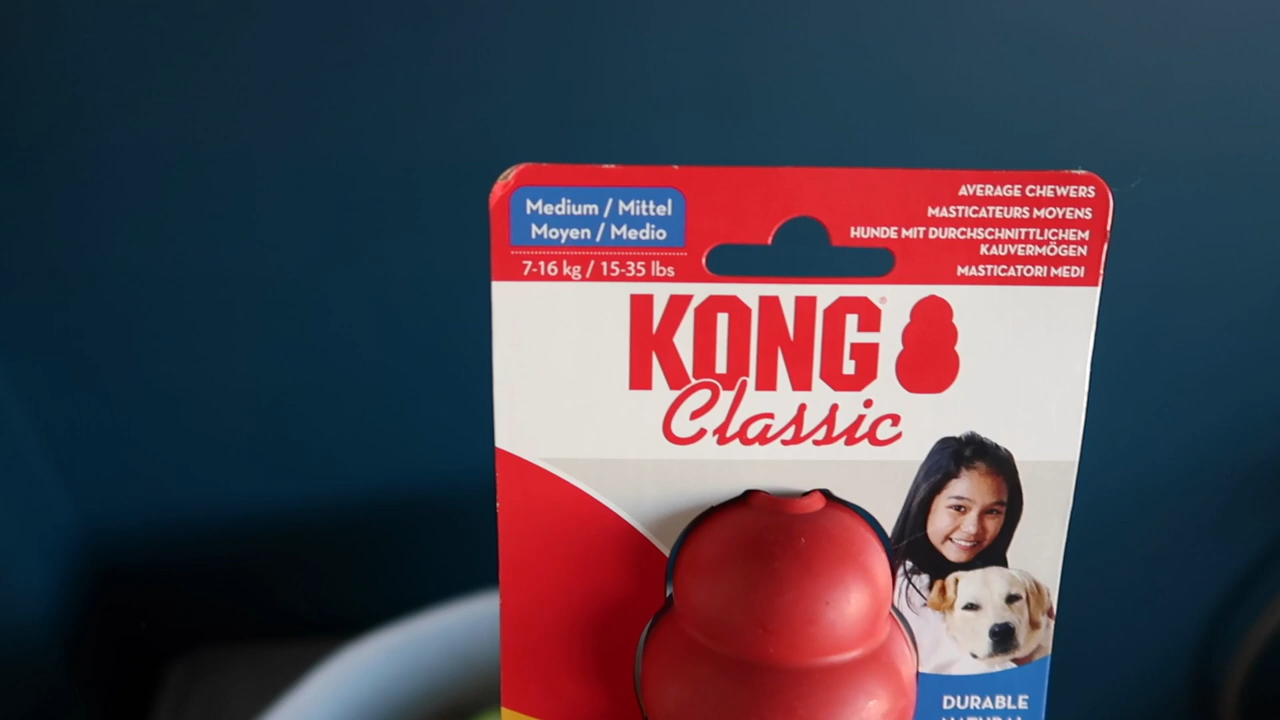 Medium / Mittel
Moyen / Medio
7-16 kg / 15-35 lbs
AVERAGE CHEWERS
MASTICATEURS MOYENS
HUNDE MIT DURCHSCHNITTLICHEM
KAUVERMÖGEN
MASTICATORI MEDI
KONG®
Classic
DURABLE
NATURAL